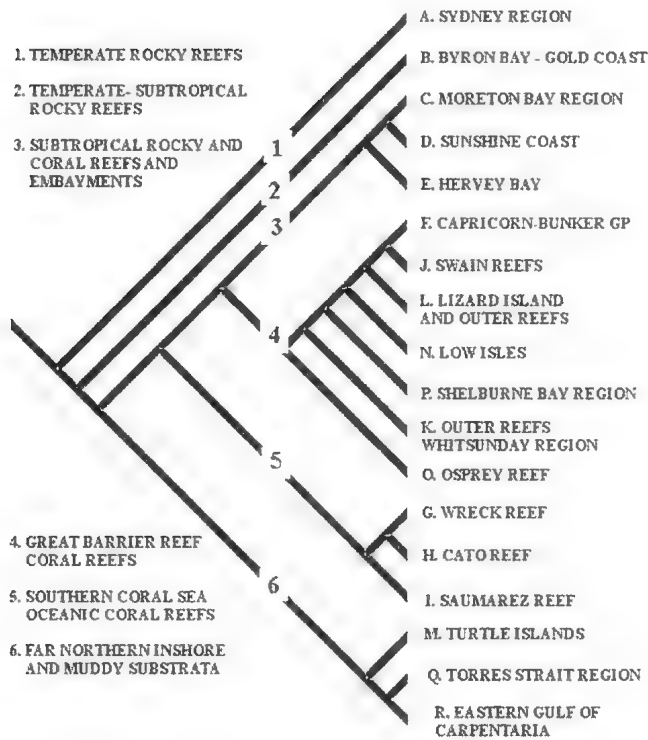 1. TEMPERATE ROCKY REEFS
2. TEMPERATE- SUBTROPICAL
ROCKY REEFS
3. SUBTROPICAL ROCKY AND
CORAL REEFS AND
EMBAYMENTS
A. SYDNEY REGION
B. BYRON BAY - GOLD COAST
C. MORETON BAY REGION
D. SUNSHINE COAST
E. HERVEY BAY
F. CAPRICORN-BUNKER GP
J. SWAIN REEFS
L. LIZARD ISLAND
AND OUTER REEFS
N. LOW ISLES
P. SHELBURNE BAY REGION
K. OUTER REEFS
WHITSUNDAY REGION
O. OSPREY REEF
G. WRECK REEF
H. CATO REEF
I. SAUMAREZ REEF
M. TURTLE ISLANDS
Q. TORRES STRAIT REGION
R. EASTERN GULF OF
CARPENTARIA
1
2
3
4
5
6
4. GREAT BARRIER REEF
CORAL REEFS
5. SOUTHERN CORAL SEA
OCEANIC CORAL REEFS
6. FAR NORTHERN INSHORE
AND MUDDY SUBSTRATA